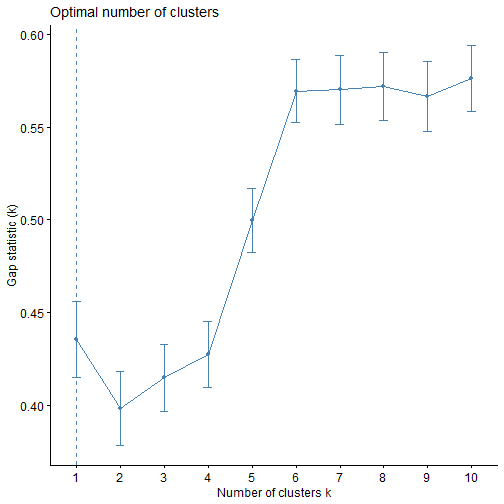 Optimal number of clusters
Gap statistic (k)
0.60
0.55
0.50
0.45
0.40
1 2 3 4 5 6 7 8 9 10
Number of clusters k